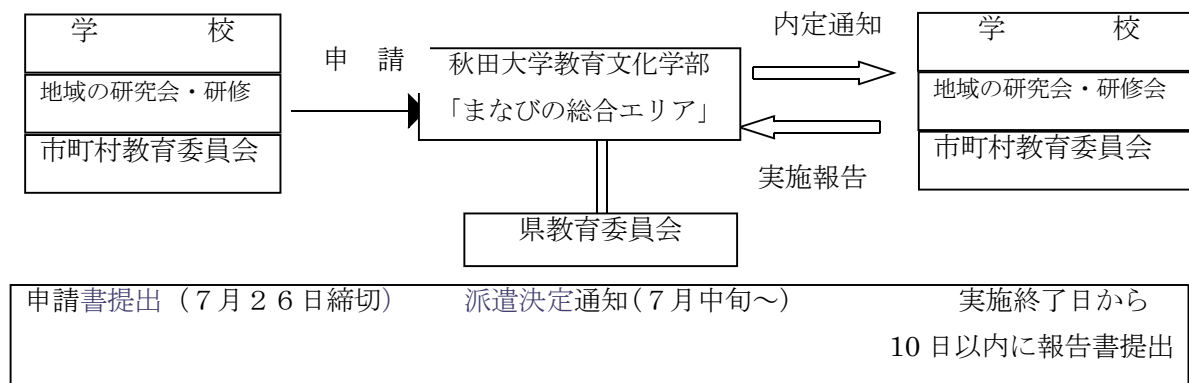 学　　　　校
地域の研究会・研修
市町村教育委員会
申　請
秋田大学教育文化学部
「まなびの総合エリア」
内定通知
実施報告
学　　　　校
地域の研究会・研修会
市町村教育委員会
県教育委員会
申請書提出（７月２６日締切）　　派遣決定通知（７月中旬～）　　　　実施終了日から
10 日以内に報告書提出